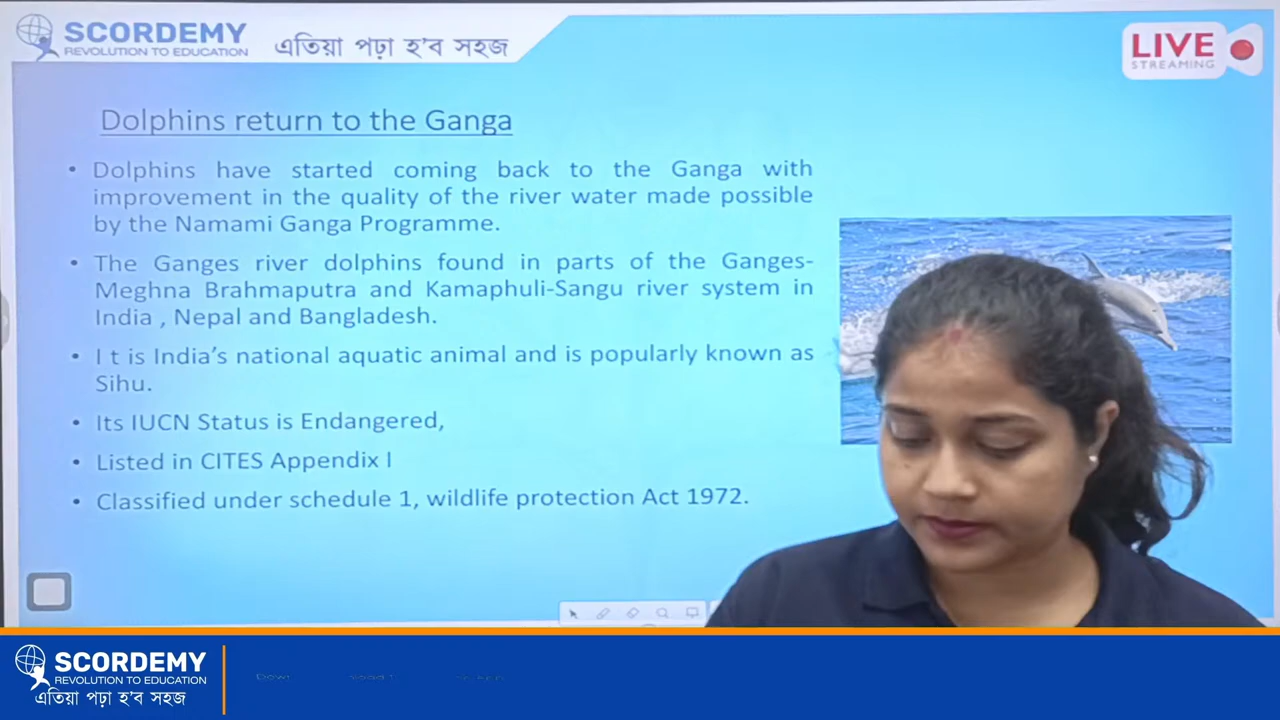 SCORDEMY
REVOLUTION TO EDUCATION
এতিয়া পঢ়া হ'ব সহজ
LIVE
STREAMING
Dolphins return to the Ganga
• Dolphins have started coming back to the Ganga with
improvement in the quality of the river water made possible
by the Namami Ganga Programme.
• The Ganges river dolphins found in parts of the Ganges-
Meghna Brahmaputra and Kamaphuli-Sangu river system in
India , Nepal and Bangladesh.
• I t is India's national aquatic animal and is popularly known as
Sihu.
• Its IUCN Status is Endangered,
• Listed in CITES Appendix I
• Classified under schedule 1, wildlife protection Act 1972.
SCORDEMY
REVOLUTION TO EDUCATION
এতিয়া পঢ়া হ'ব সহজ